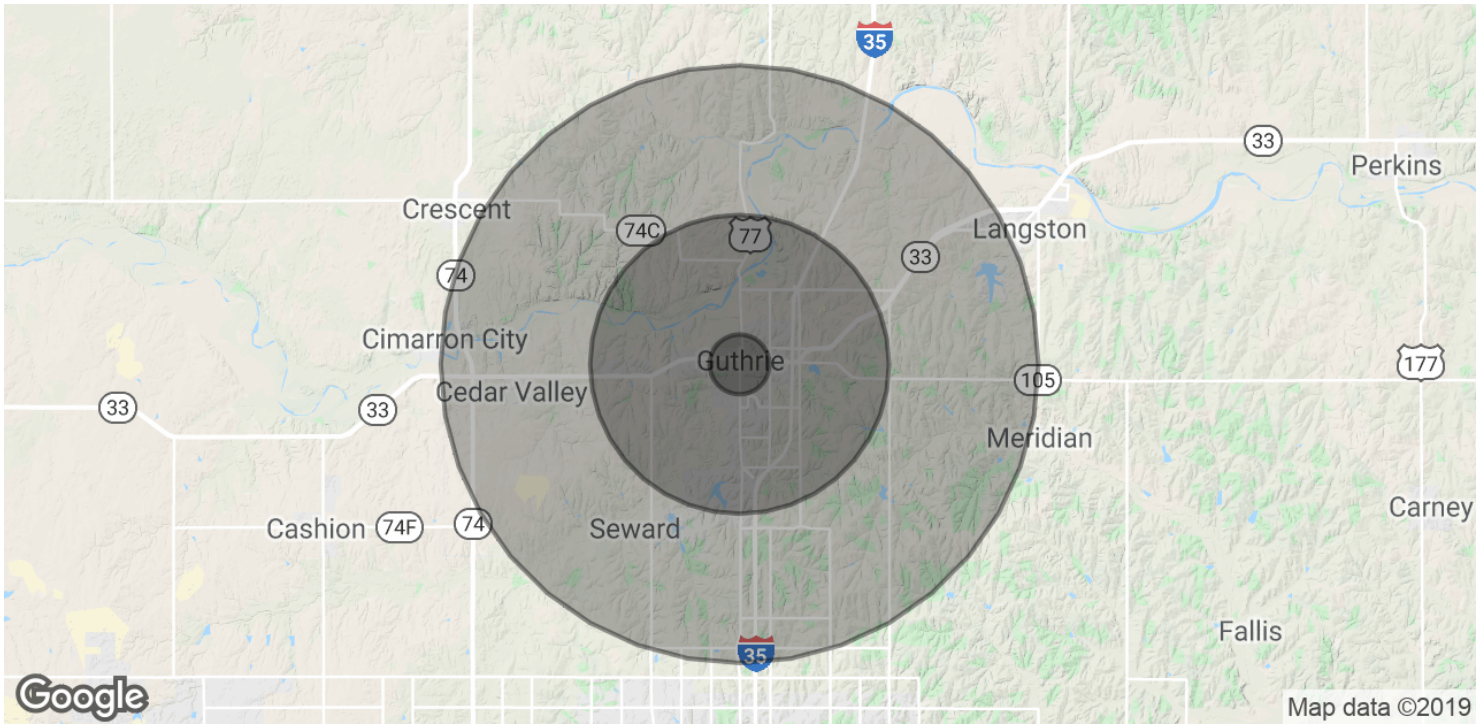 35
33
Perkins
Crescent
74C
77
Langston
33
74
Cimarron City
Guthrie
177
105
Cedar Valley
33
33
Meridian
Carney
Cashion
74F
74
Seward
Fallis
35
Google
Map data ©2019